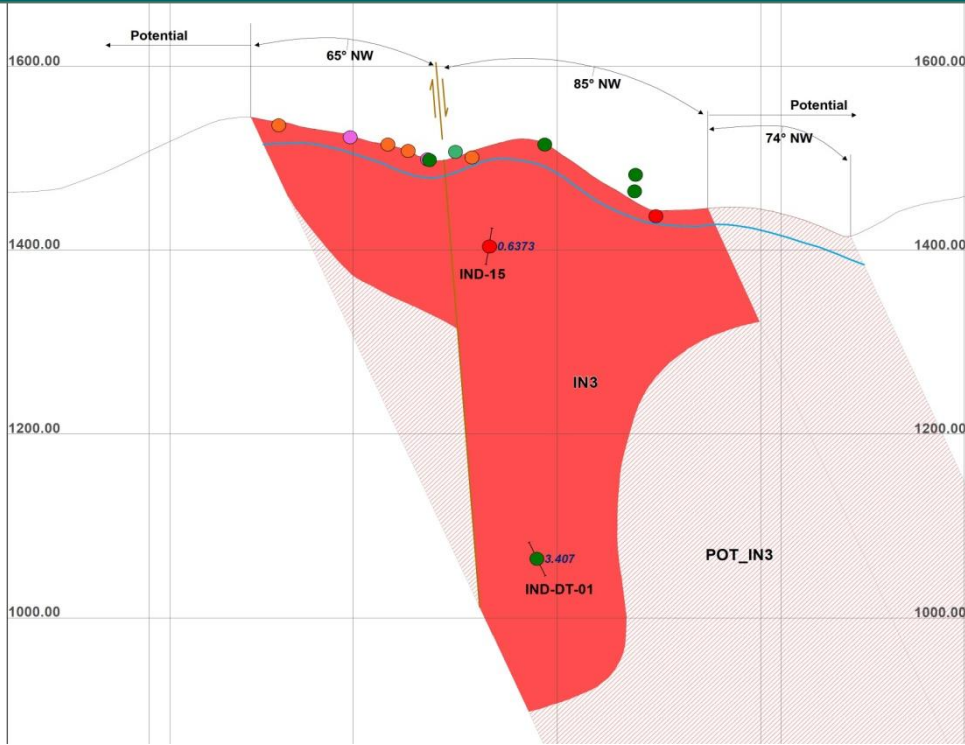 Potential
65° NW
85° NW
Potential
74° NW
1600.00
1600.00
1400.00
1400.00
1200.00
1200.00
1000.00
1000.00
0.6373
IND-15
IN3
POT_IN3
3.407
IND-DT-01